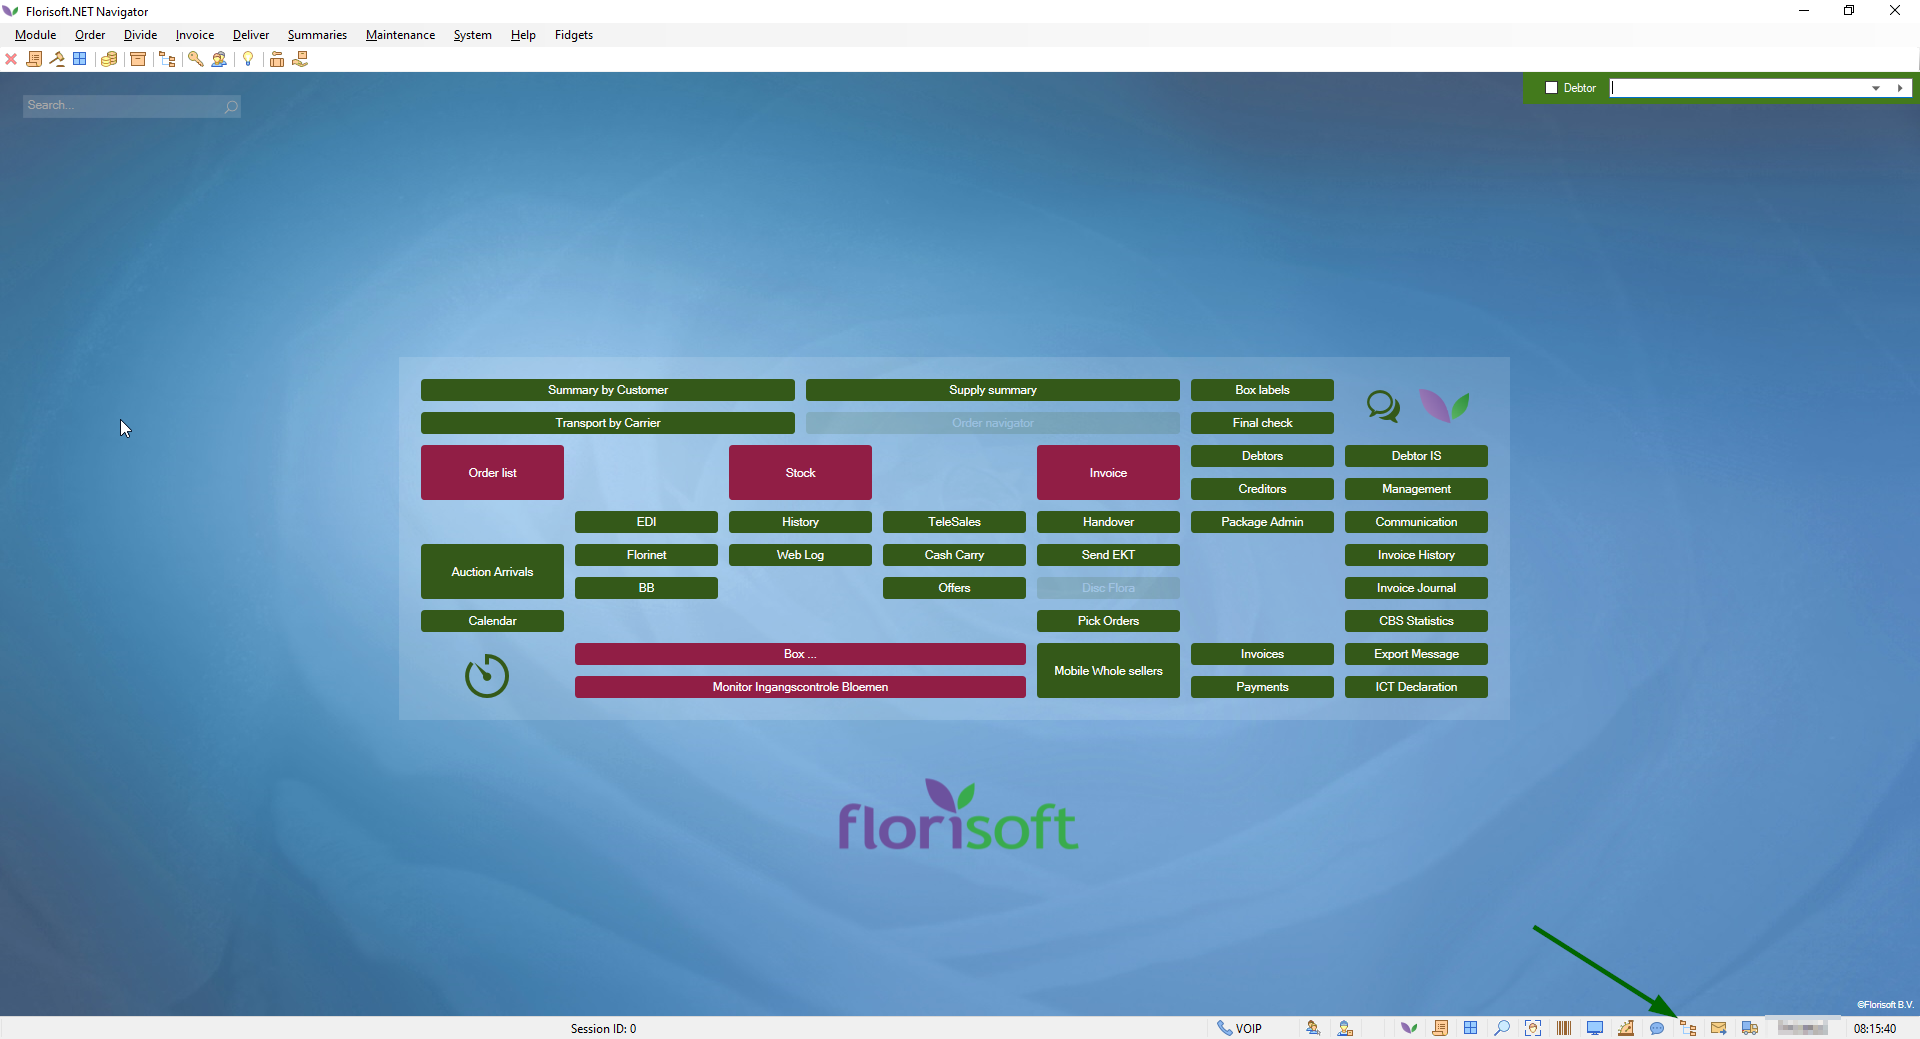 Florisoft.NET Navigator
Module Order Divide Invoice Deliver Summaries Maintenance System Help Fidgets
Search...
Debtor
Summary by Customer Supply summary Box labels
Transport by Carrier Order navigator Final check
Order list Stock Invoice Debtors Debtor IS
Creditors Management
EDI History TeleSales Handover Package Admin Communication
Auction Arrivals Florinet Web Log Cash Carry Send EKT Invoice History
BB Offers Disc Flora Invoice Journal
Calendar Pick Orders CBS Statistics
Box ... Mobile Whole sellers Invoices Export Message
Monitor Ingangscontrole Bloemen Payments ICT Declaration
florisoft
©Florisoft B.V.
Session ID: 0 VOIP 08:15:40